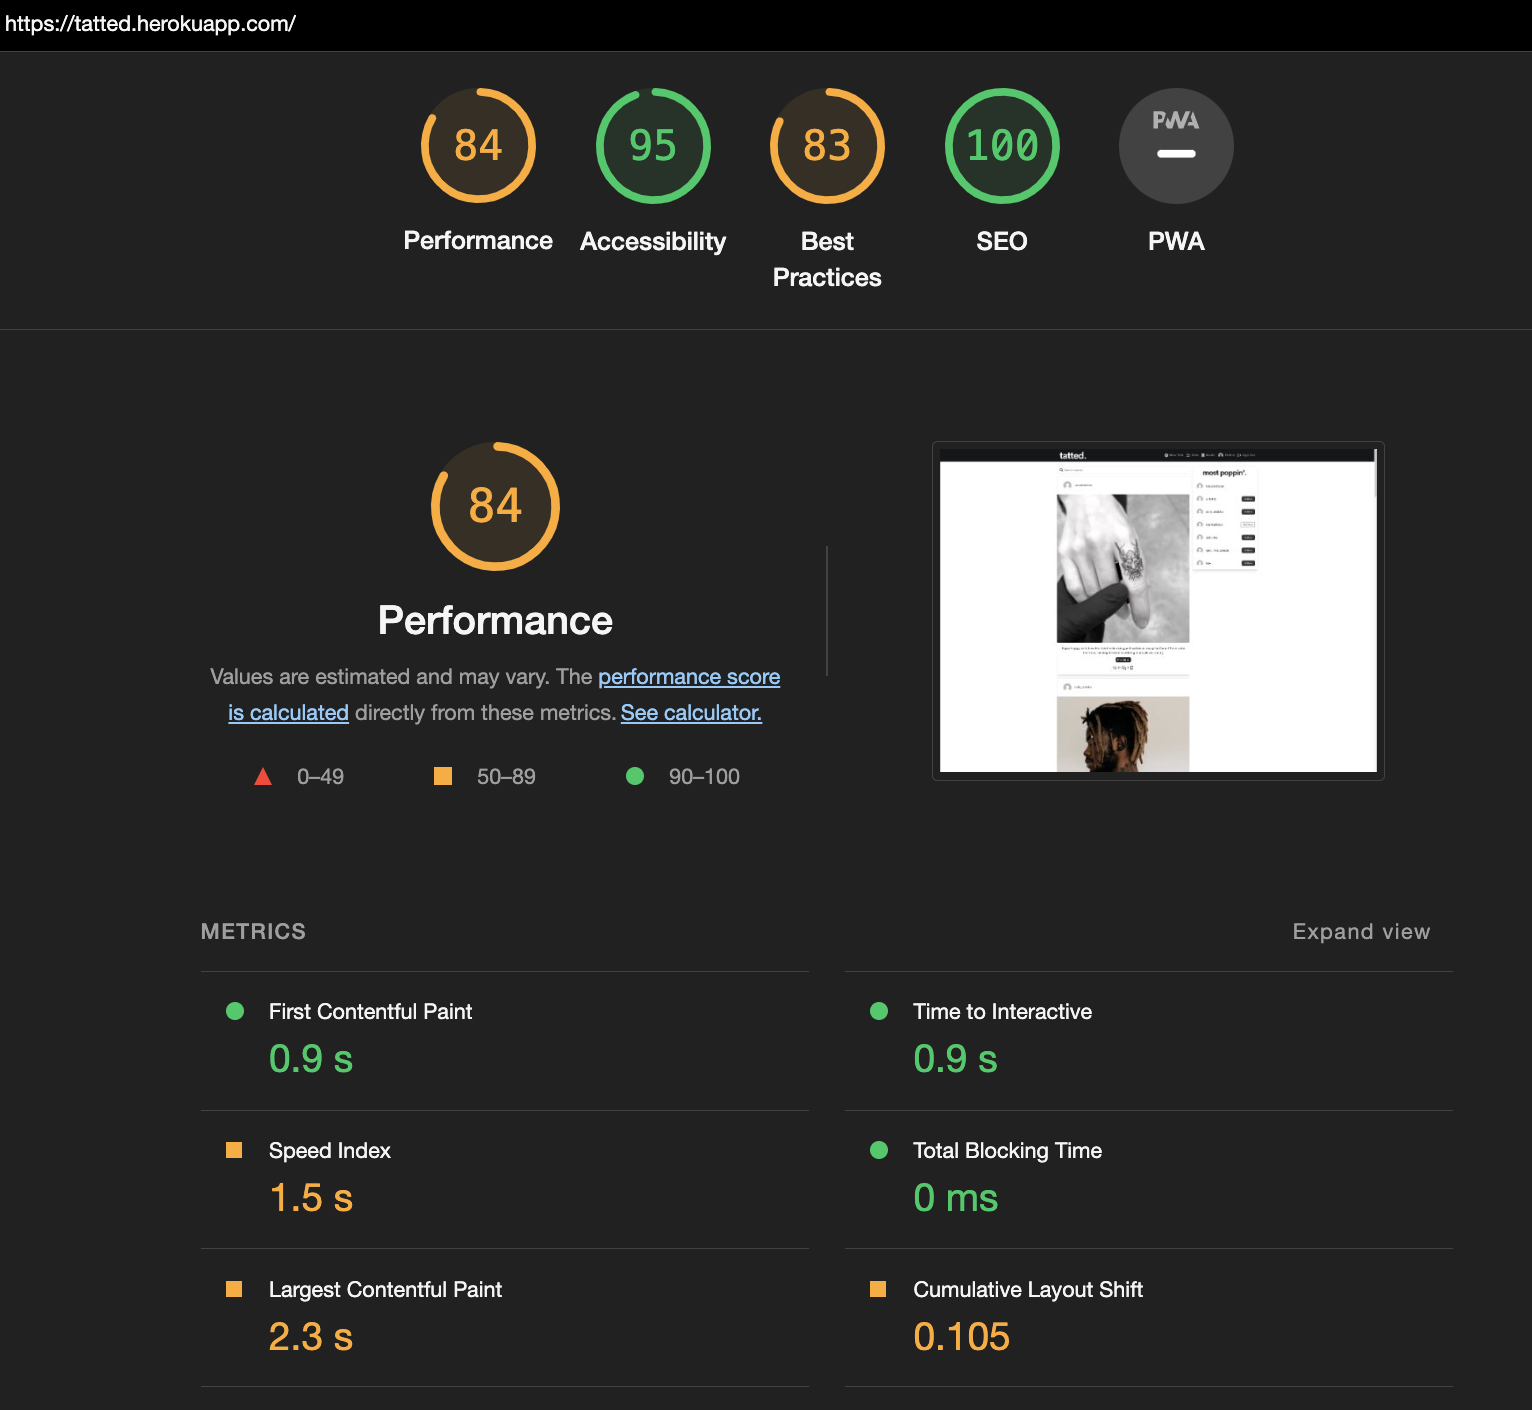 https://tatted.herokuapp.com/
84
95
83
100
PWA
Performance
Accessibility
Best
Practices
SEO
PWA
84
Performance
Values are estimated and may vary. The performance score
is calculated directly from these metrics. See calculator.
0–49
50–89
90–100
tatted.
most poppin'.
METRICS
Expand view
First Contentful Paint
0.9 s
Time to Interactive
0.9 s
Speed Index
1.5 s
Total Blocking Time
0 ms
Largest Contentful Paint
2.3 s
Cumulative Layout Shift
0.105